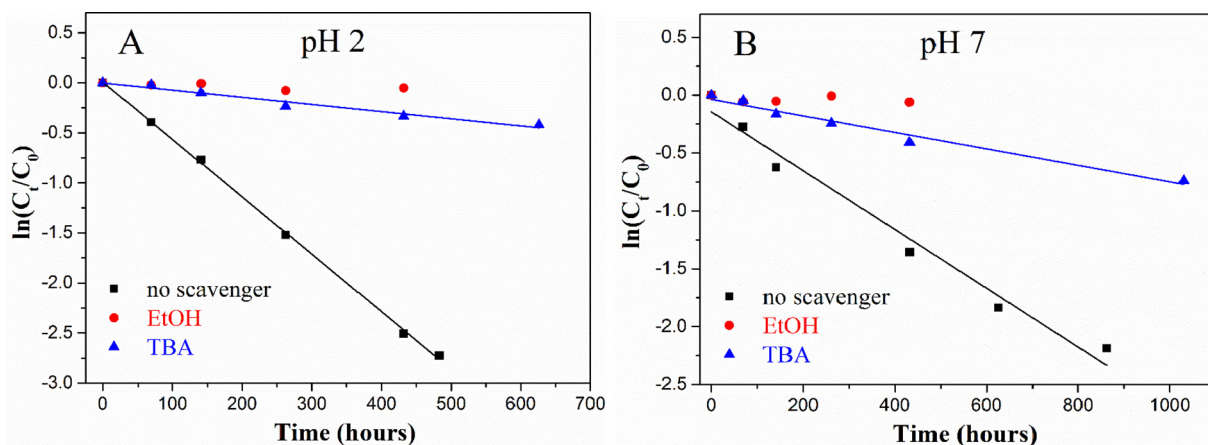 A
pH 2
0.5
0.0
-0.5
-1.0
-1.5
-2.0
-2.5
-3.0
ln(Cₜ/C₀)
no scavenger
EtOH
TBA
0 100 200 300 400 500 600 700
Time (hours)
B
pH 7
0.5
0.0
-0.5
-1.0
-1.5
-2.0
-2.5
ln(Cₜ/C₀)
no scavenger
EtOH
TBA
0 200 400 600 800 1000
Time (hours)